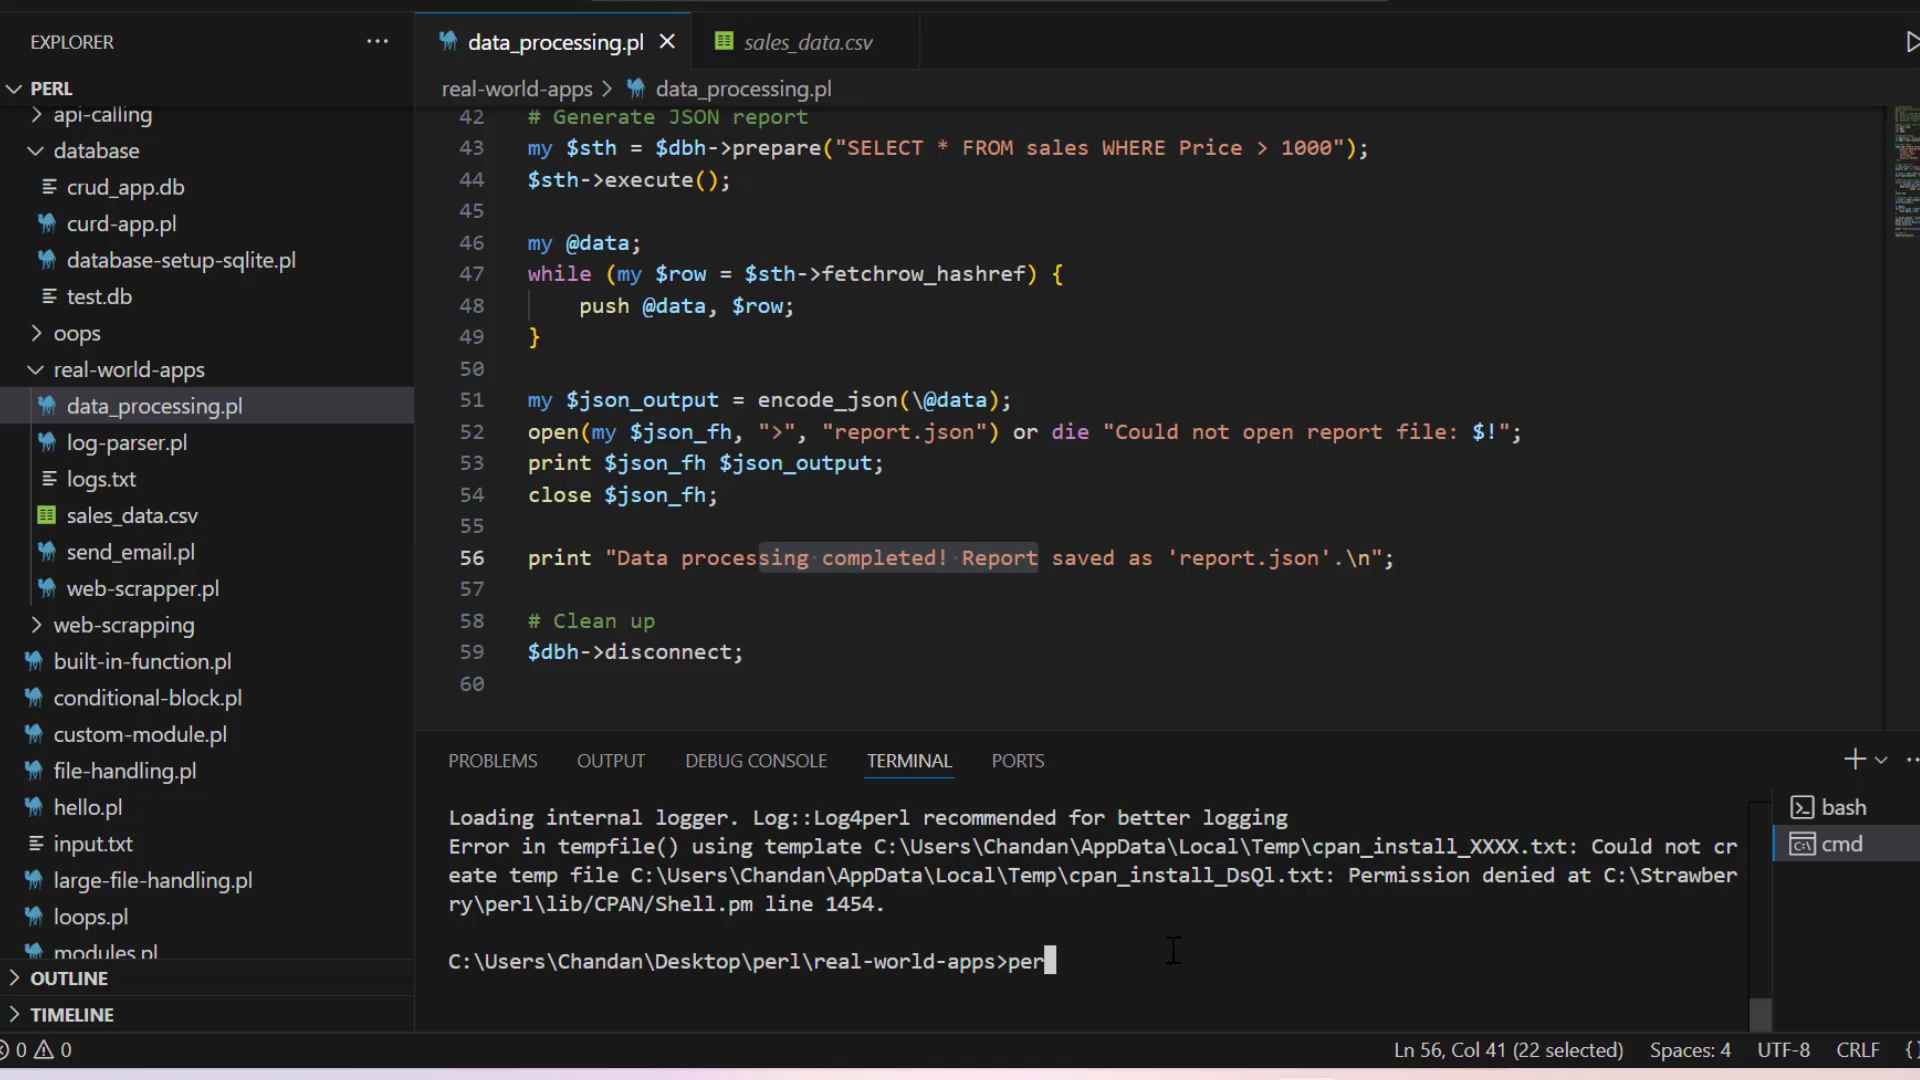 EXPLORER
PERL
api-calling
database
crud_app.db
curd-app.pl
database-setup-sqlite.pl
test.db
oops
real-world-apps
data_processing.pl
log-parser.pl
logs.txt
sales_data.csv
send_email.pl
web-scrapper.pl
web-scrapping
built-in-function.pl
conditional-block.pl
custom-module.pl
file-handling.pl
hello.pl
input.txt
large-file-handling.pl
loops.pl
modules.pl
OUTLINE
TIMELINE
data_processing.pl
sales_data.csv
real-world-apps > data_processing.pl
42 # Generate JSON report
43 my $sth = $dbh->prepare("SELECT * FROM sales WHERE Price > 1000");
44 $sth->execute();
45
46 my @data;
47 while (my $row = $sth->fetchrow_hashref) {
48     push @data, $row;
49 }
50
51 my $json_output = encode_json(\@data);
52 open(my $json_fh, ">", "report.json") or die "Could not open report file: $!";
53 print $json_fh $json_output;
54 close $json_fh;
55
56 print "Data processing completed! Report saved as 'report.json'.\n";
57
58 # Clean up
59 $dbh->disconnect;
60
PROBLEMS OUTPUT DEBUG CONSOLE TERMINAL PORTS
Loading internal logger. Log::Log4perl recommended for better logging
Error in tempfile() using template C:\Users\Chandan\AppData\Local\Temp\cpan_install_XXXX.txt: Could not cr
eate temp file C:\Users\Chandan\AppData\Local\Temp\cpan_install_DsQl.txt: Permission denied at C:\Strawber
ry\perl\lib/CPAN/Shell.pm line 1454.
C:\Users\Chandan\Desktop\perl\real-world-apps>per
bash
cmd
0 0
Ln 56, Col 41 (22 selected) Spaces: 4 UTF-8 CRLF {}